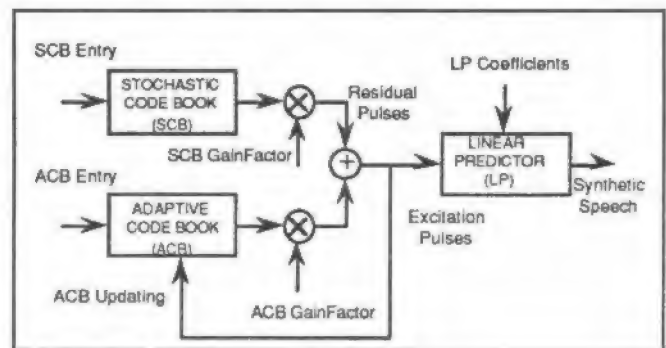 SCB Entry
STOCHASTIC
CODE BOOK
(SCB)
SCB GainFactor
Residual
Pulses
LP Coefficients
LINEAR
PREDICTOR
(LP)
Synthetic
Speech
ACB Entry
ADAPTIVE
CODE BOOK
(ACB)
Excitation
Pulses
ACB Updating
ACB GainFactor